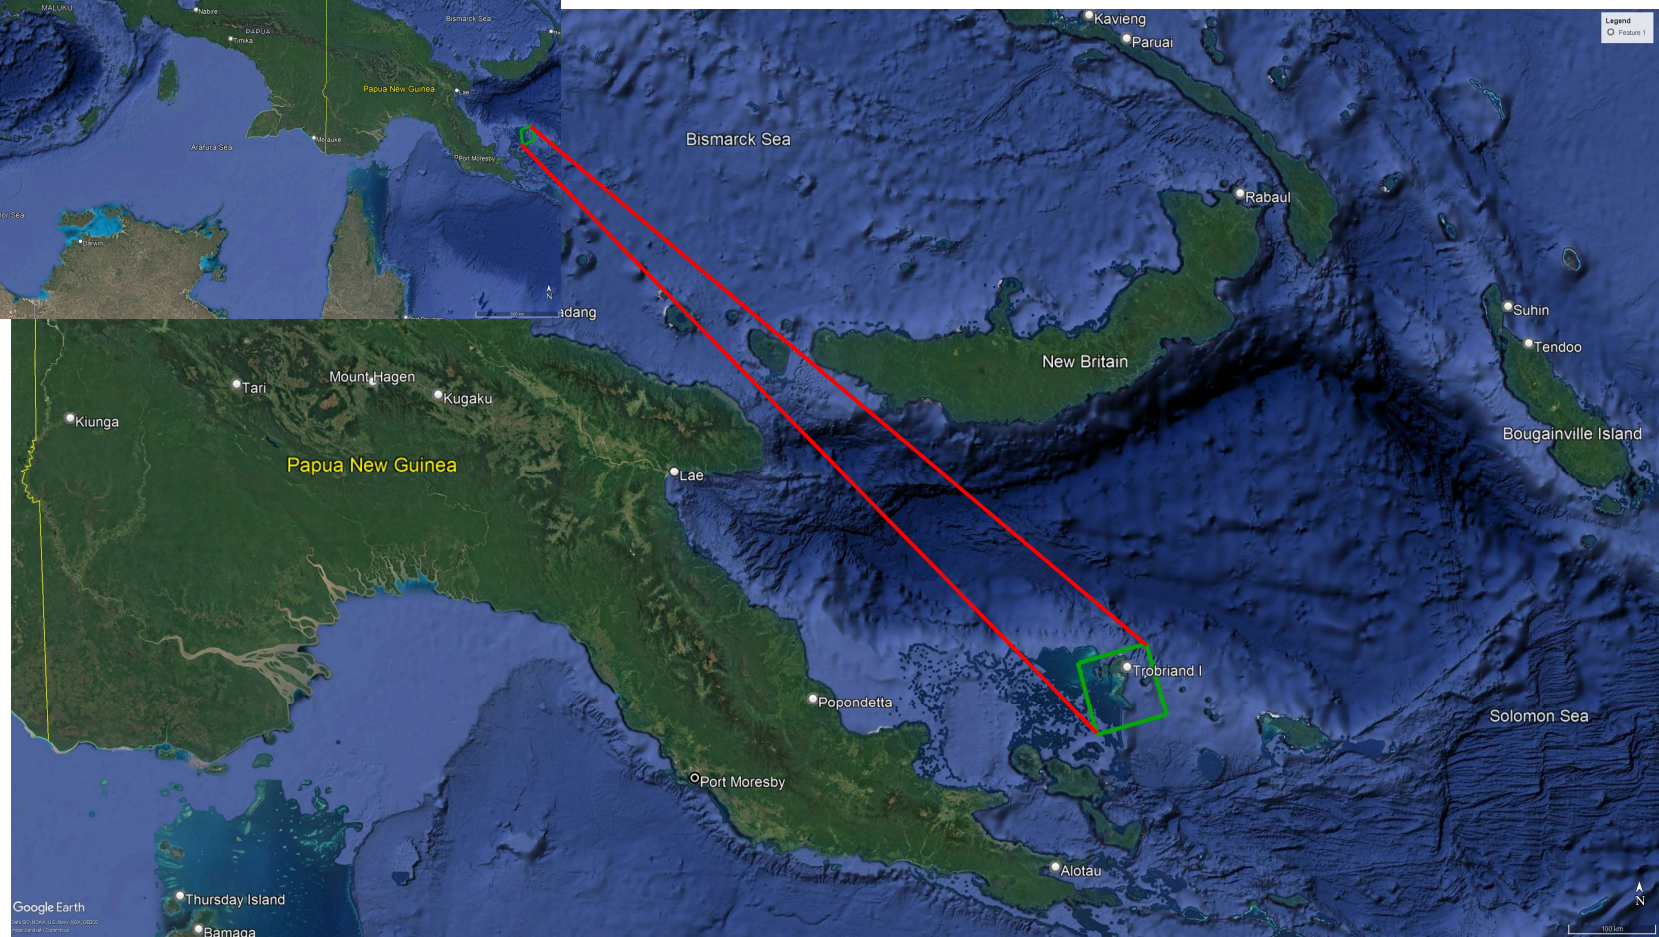 MALUKU
Nabire
Bismarck Sea
PAPUA
Timika
Papua New Guinea
Lae
Merauke
Arafura Sea
Port Moresby
Darwin
N
Kavieng
Paruai
Legend
Feature 1
Bismarck Sea
Rabaul
adang
Suhin
New Britain
Tendoo
Mount Hagen
Tari
Kugaku
Kiunga
Bougainville Island
Papua New Guinea
Lae
Trobriand I
Popondetta
Solomon Sea
Port Moresby
Alotau
Thursday Island
Google Earth
Bamaga
N
100 km